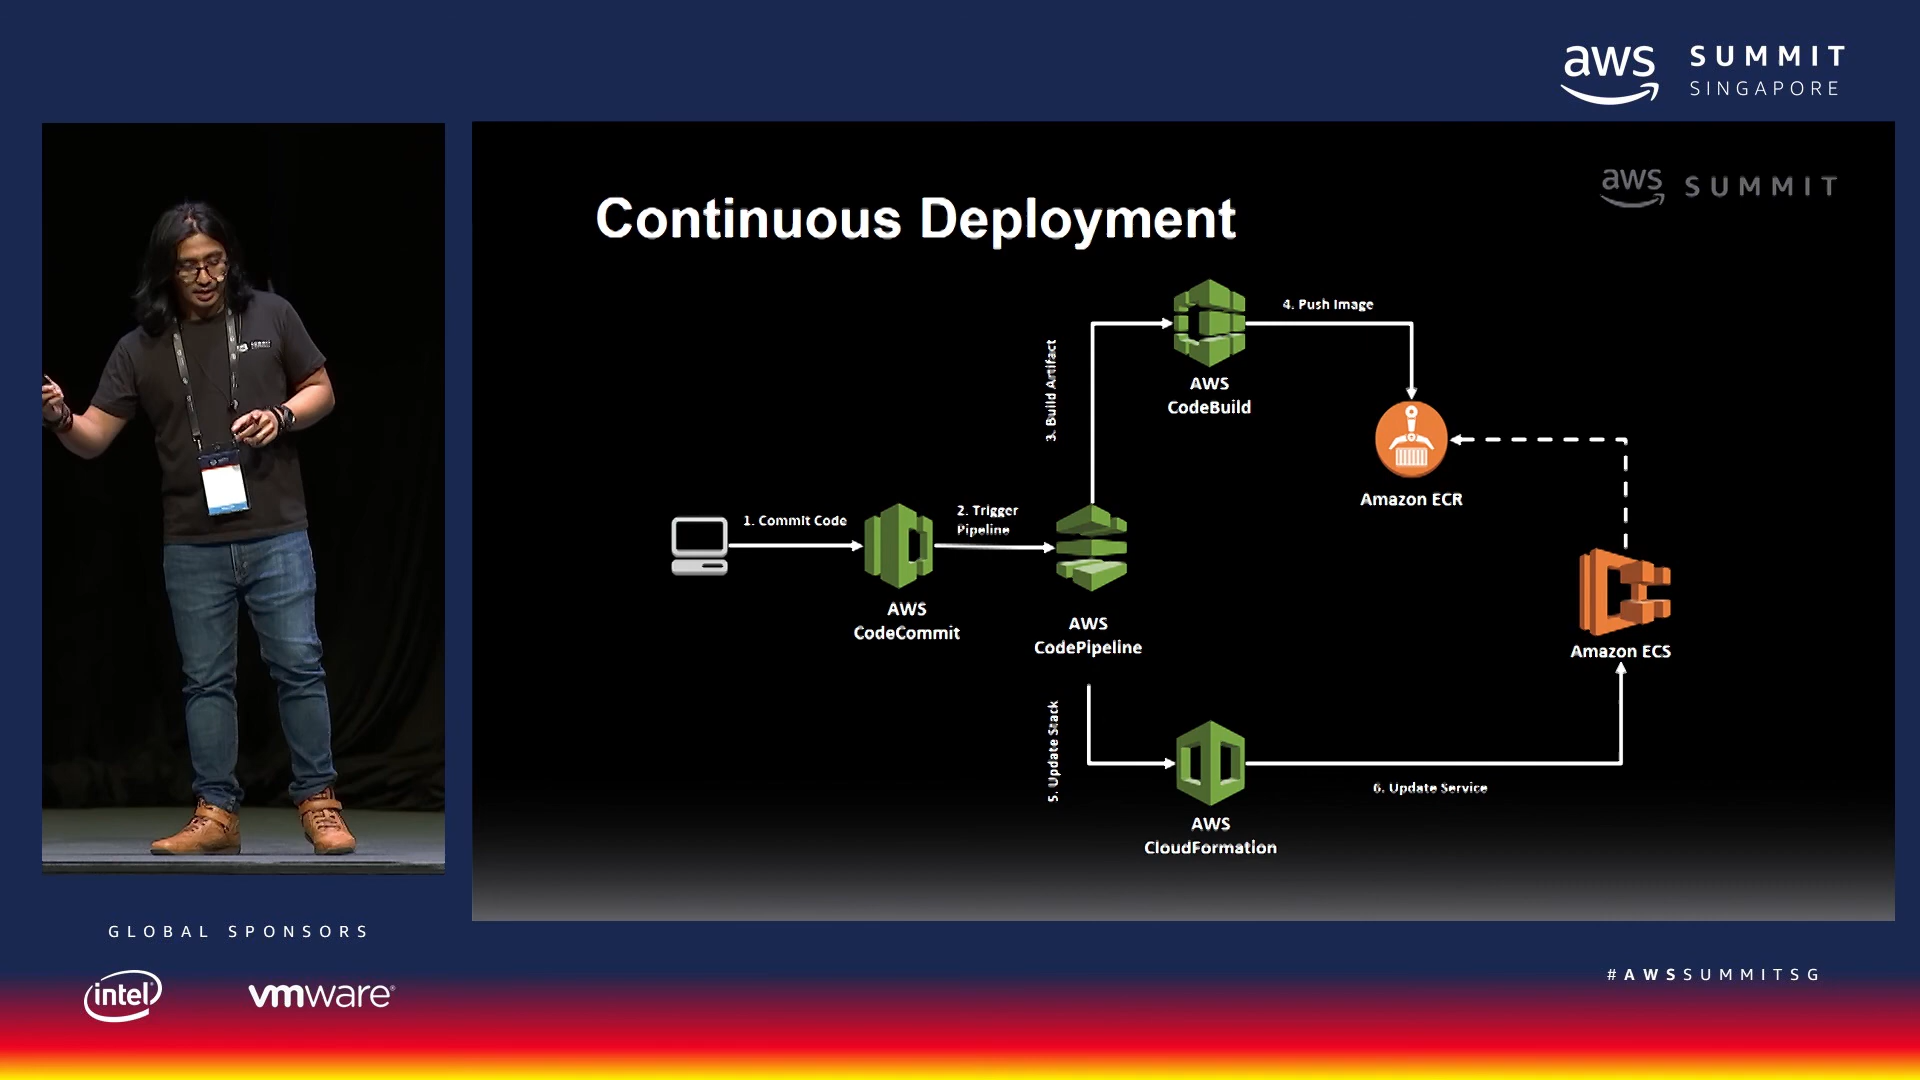 aws SUMMIT
SINGAPORE
aws SUMMIT
Continuous Deployment
4. Push Image
3. Build Artifact
AWS
CodeBuild
Amazon ECR
1. Commit Code
2. Trigger
Pipeline
AWS
CodeCommit
AWS
CodePipeline
Amazon ECS
5. Update Stack
6. Update Service
AWS
CloudFormation
GLOBAL SPONSORS
intel
vmware®
#AWSSUMMITSG